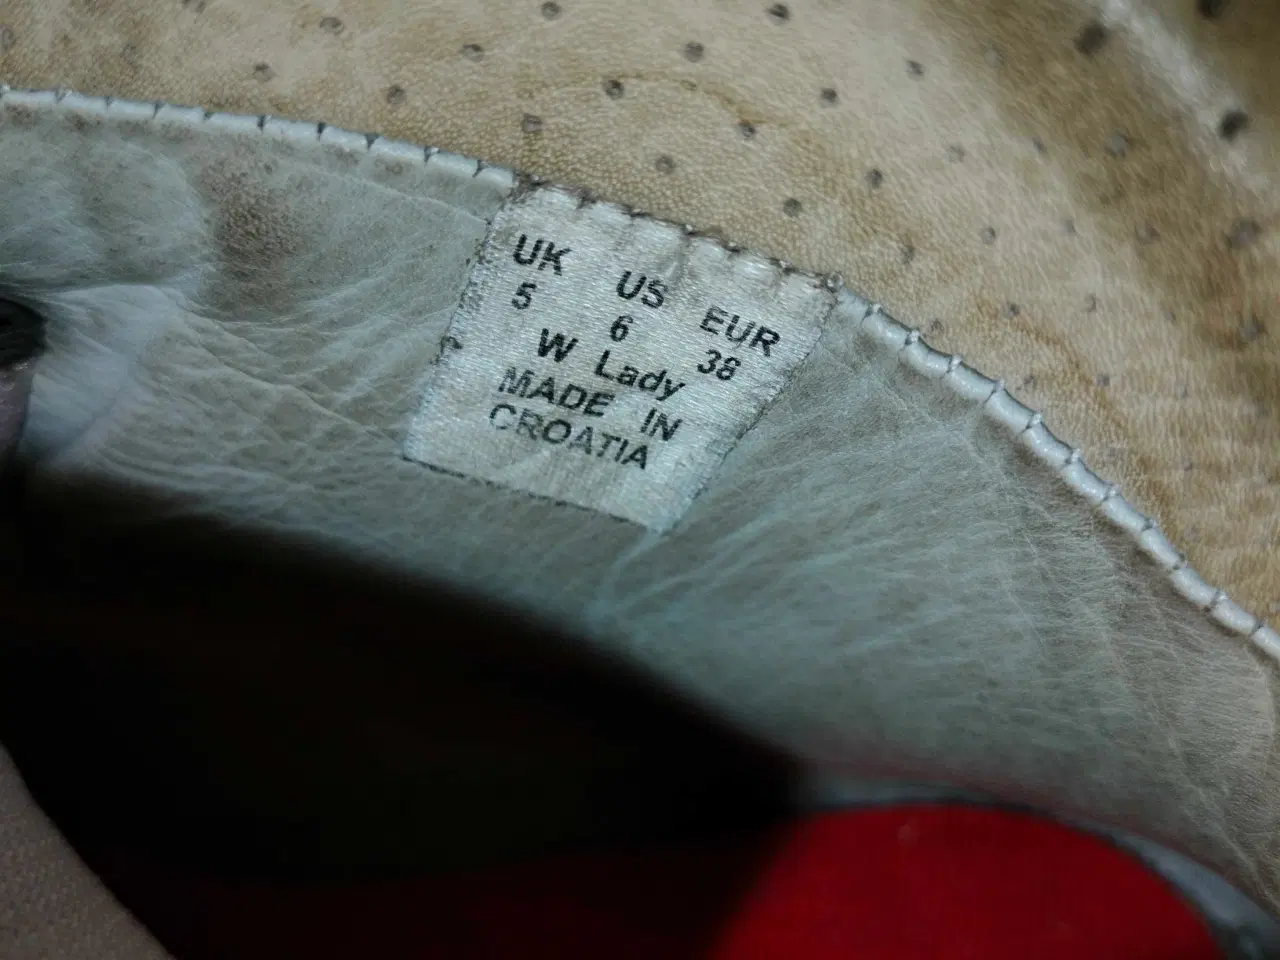 UK US EUR
5 6 38
W Lady
MADE IN
CROATIA